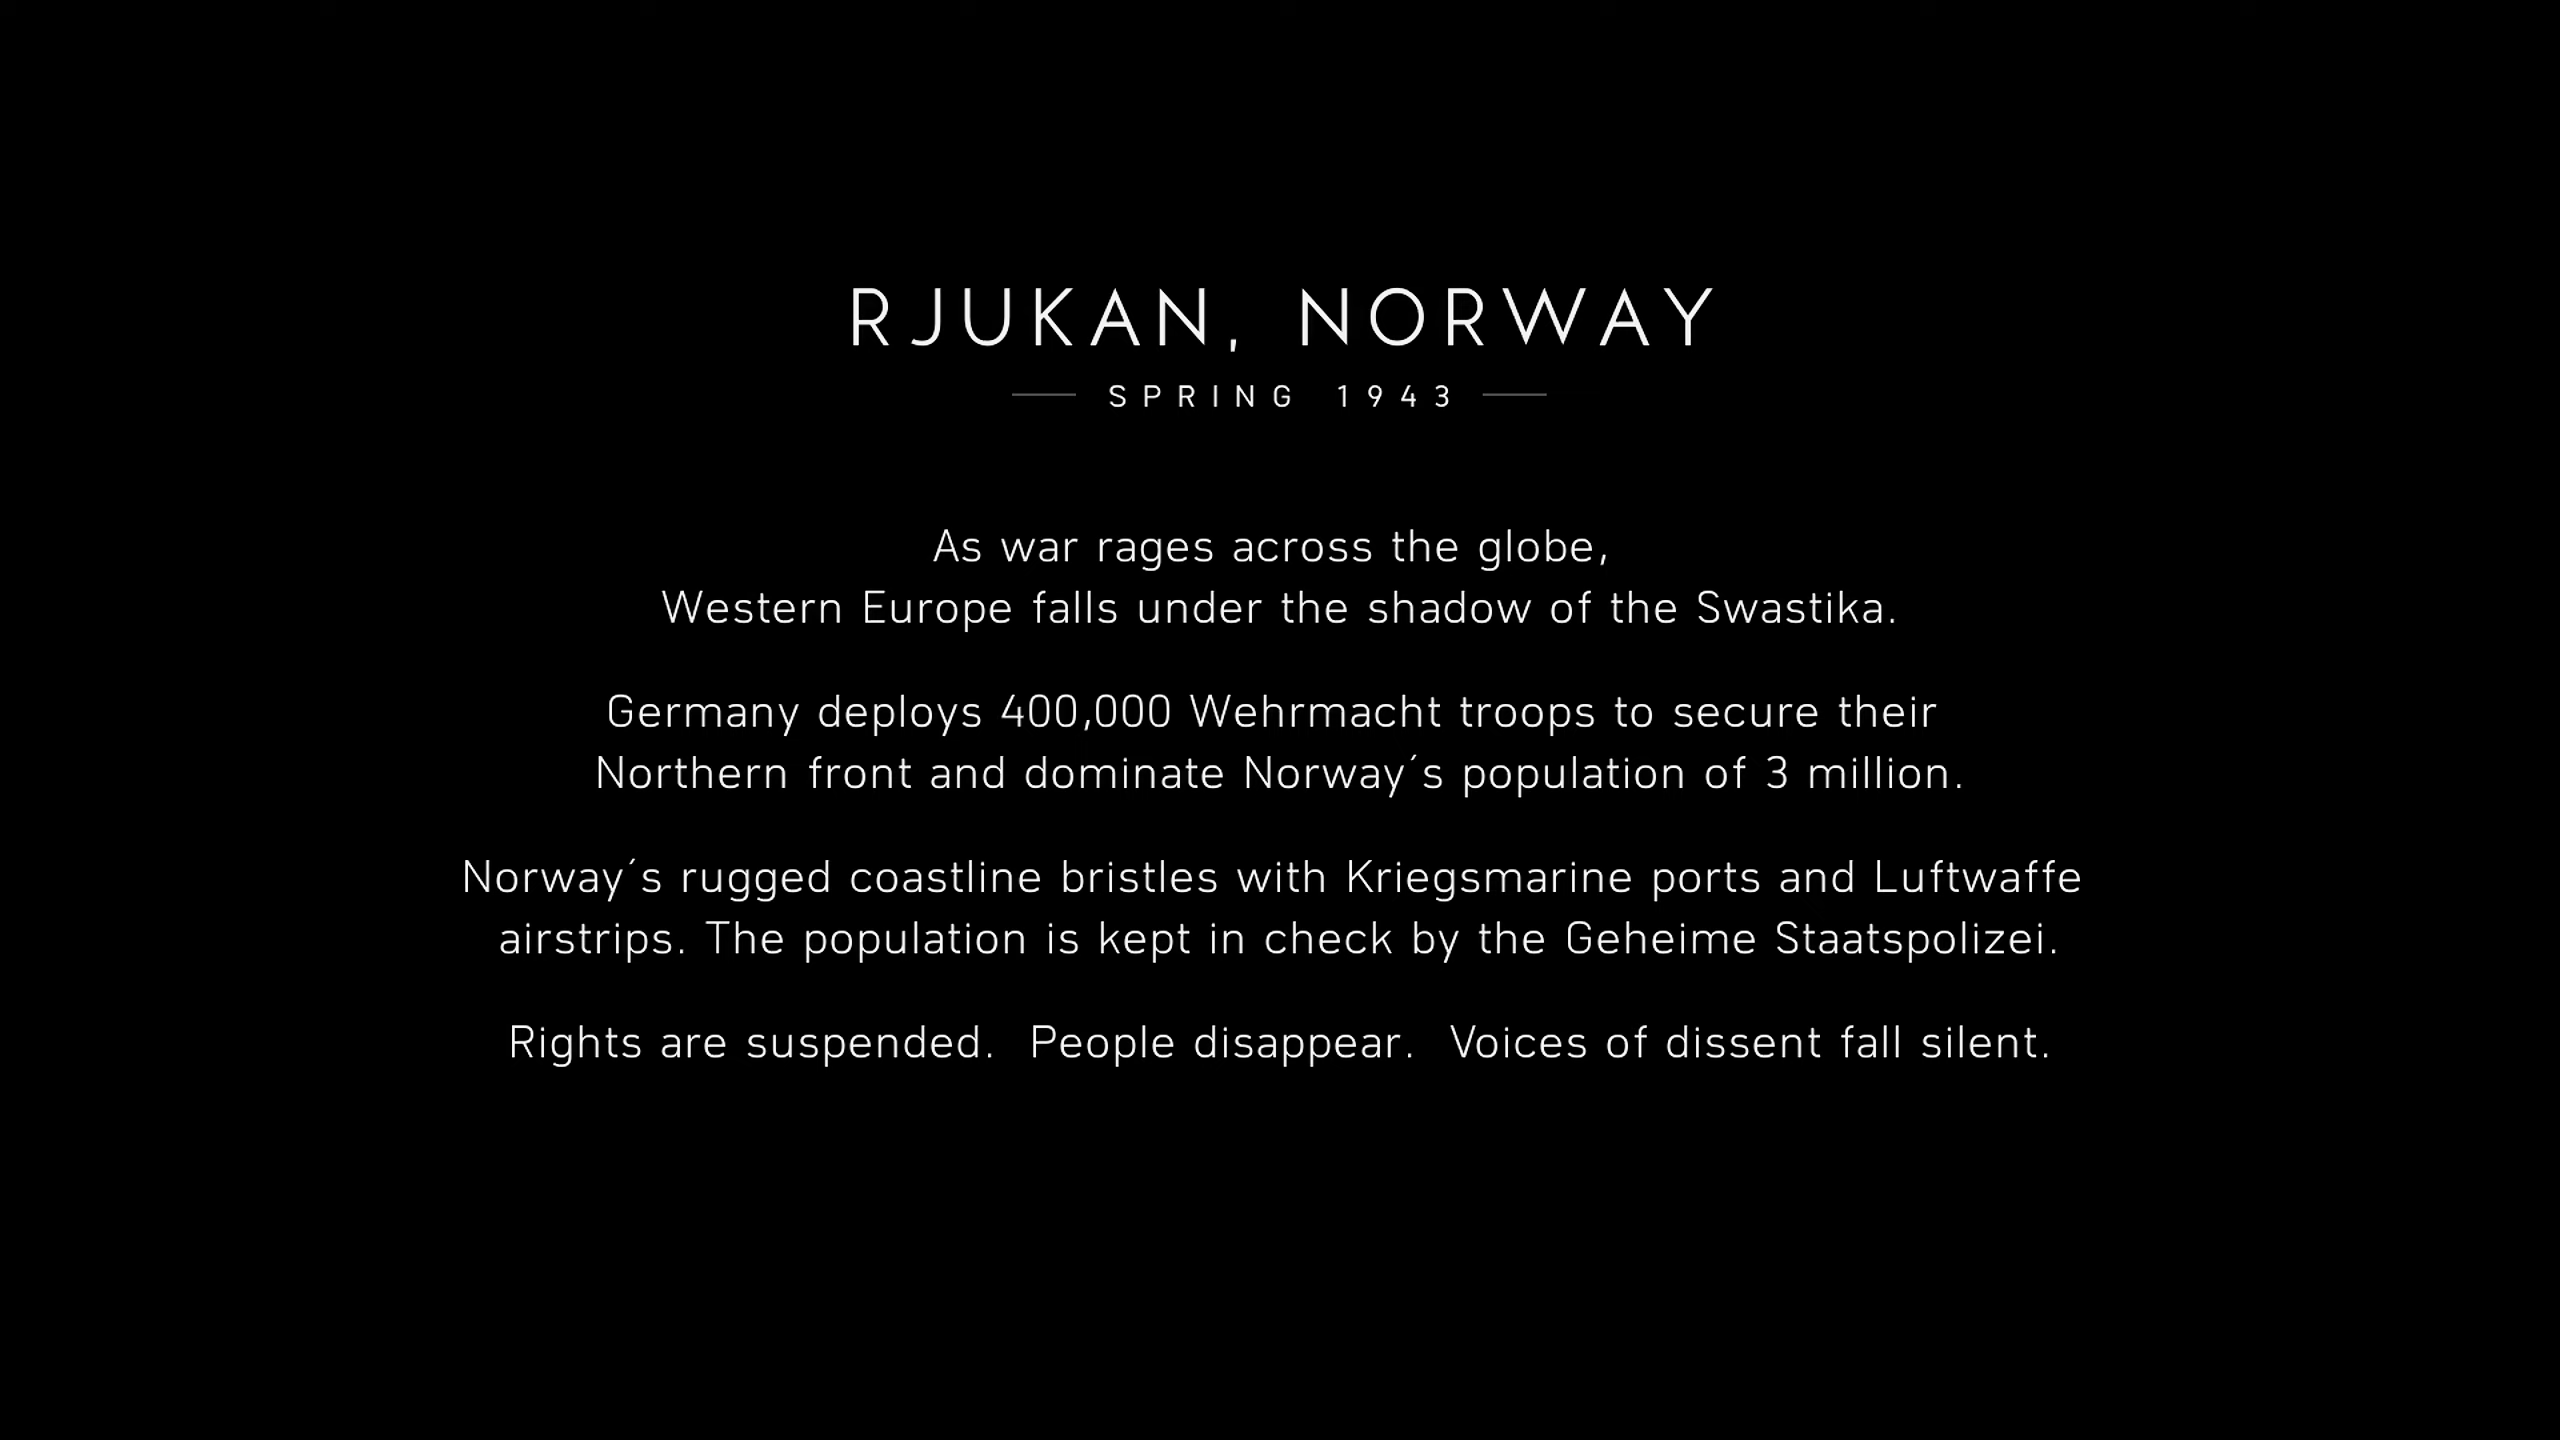 RJUKAN, NORWAY
SPRING 1943
As war rages across the globe,
Western Europe falls under the shadow of the Swastika.
Germany deploys 400,000 Wehrmacht troops to secure their
Northern front and dominate Norway´s population of 3 million.
Norway´s rugged coastline bristles with Kriegsmarine ports and Luftwaffe
airstrips. The population is kept in check by the Geheime Staatspolizei.
Rights are suspended.  People disappear.  Voices of dissent fall silent.